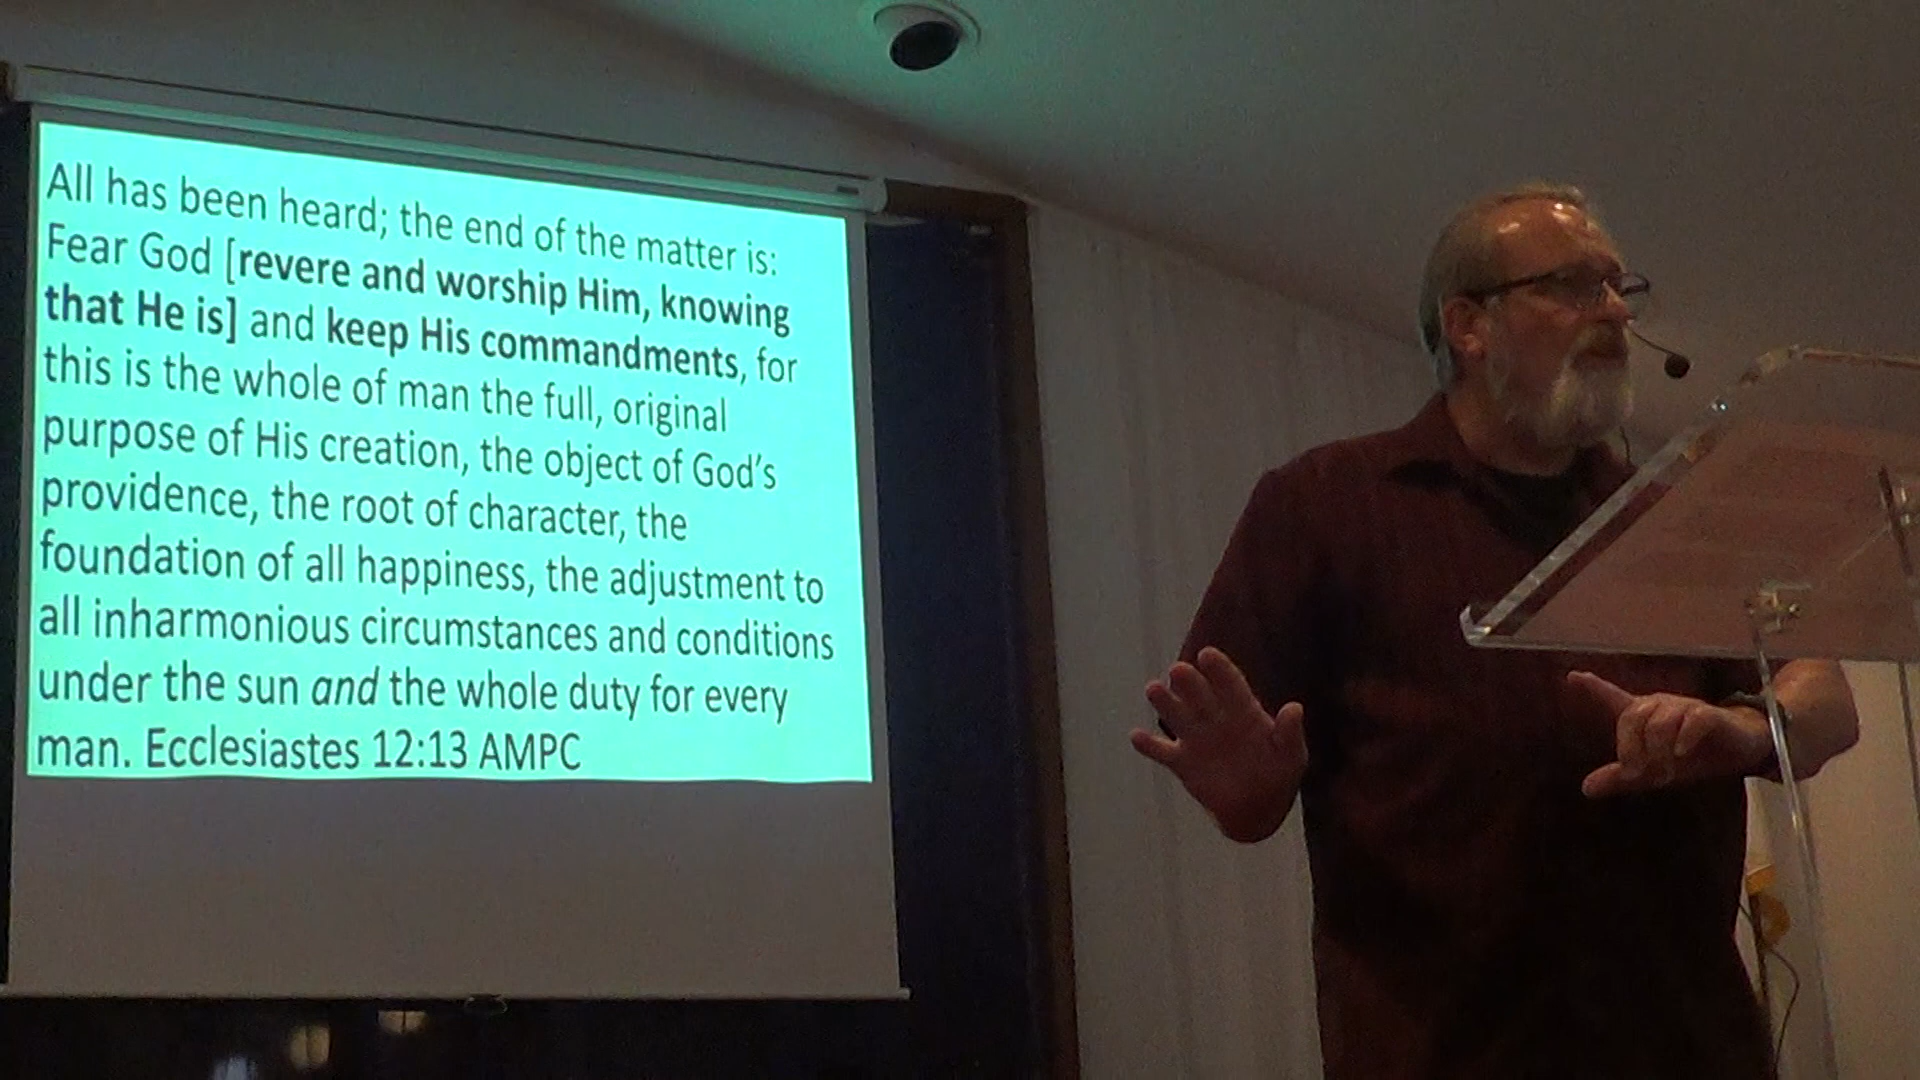 All has been heard; the end of the matter is:
Fear God [revere and worship Him, knowing
that He is] and keep His commandments, for
this is the whole of man the full, original
purpose of His creation, the object of God's
providence, the root of character, the
foundation of all happiness, the adjustment to
all inharmonious circumstances and conditions
under the sun and the whole duty for every
man. Ecclesiastes 12:13 AMPC